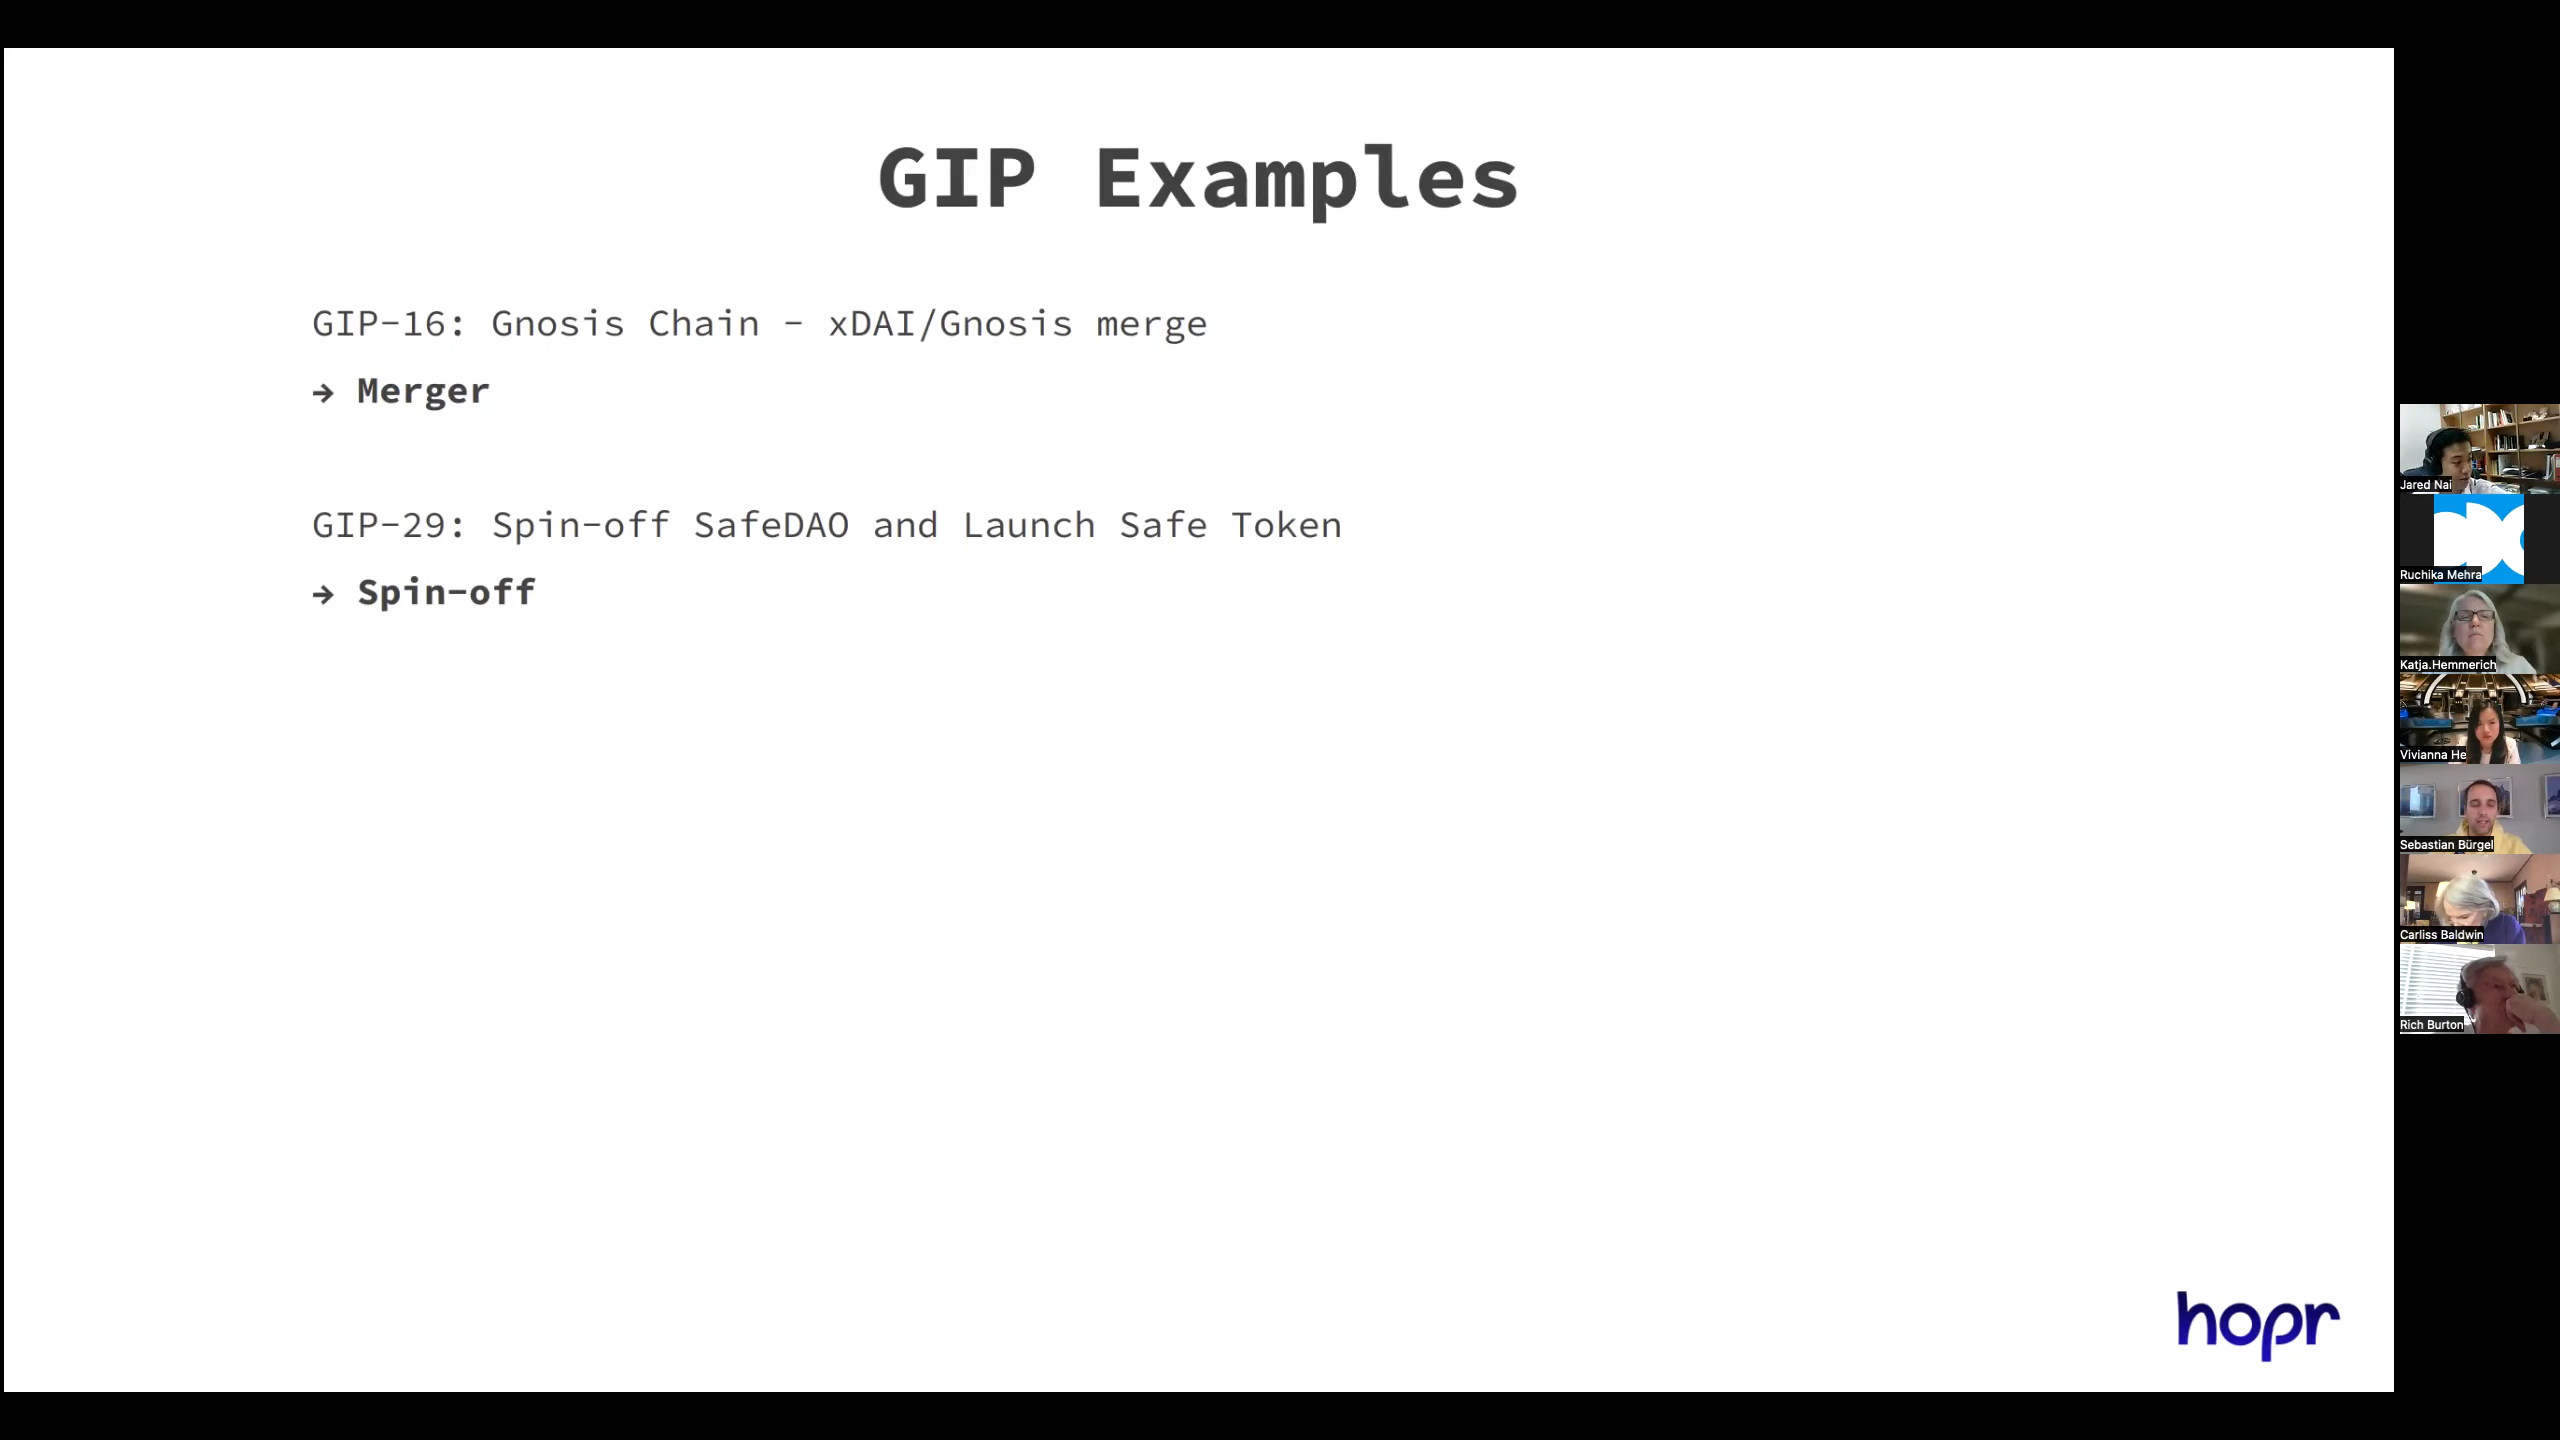 GIP Examples
GIP-16: Gnosis Chain - xDAI/Gnosis merge
→ Merger
GIP-29: Spin-off SafeDAO and Launch Safe Token
→ Spin-off
hopr
Jared Nai
Ruchika Mehra
Katja.Hemmerich
Vivianna He
Sebastian Bürgel
Carliss Baldwin
Rich Burton